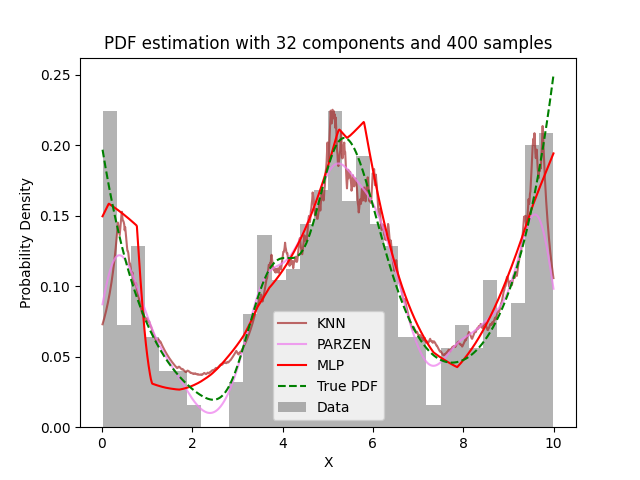 PDF estimation with 32 components and 400 samples
0.25
0.20
0.15
0.10
0.05
0.00
Probability Density
KNN
PARZEN
MLP
True PDF
Data
0 2 4 6 8 10
X